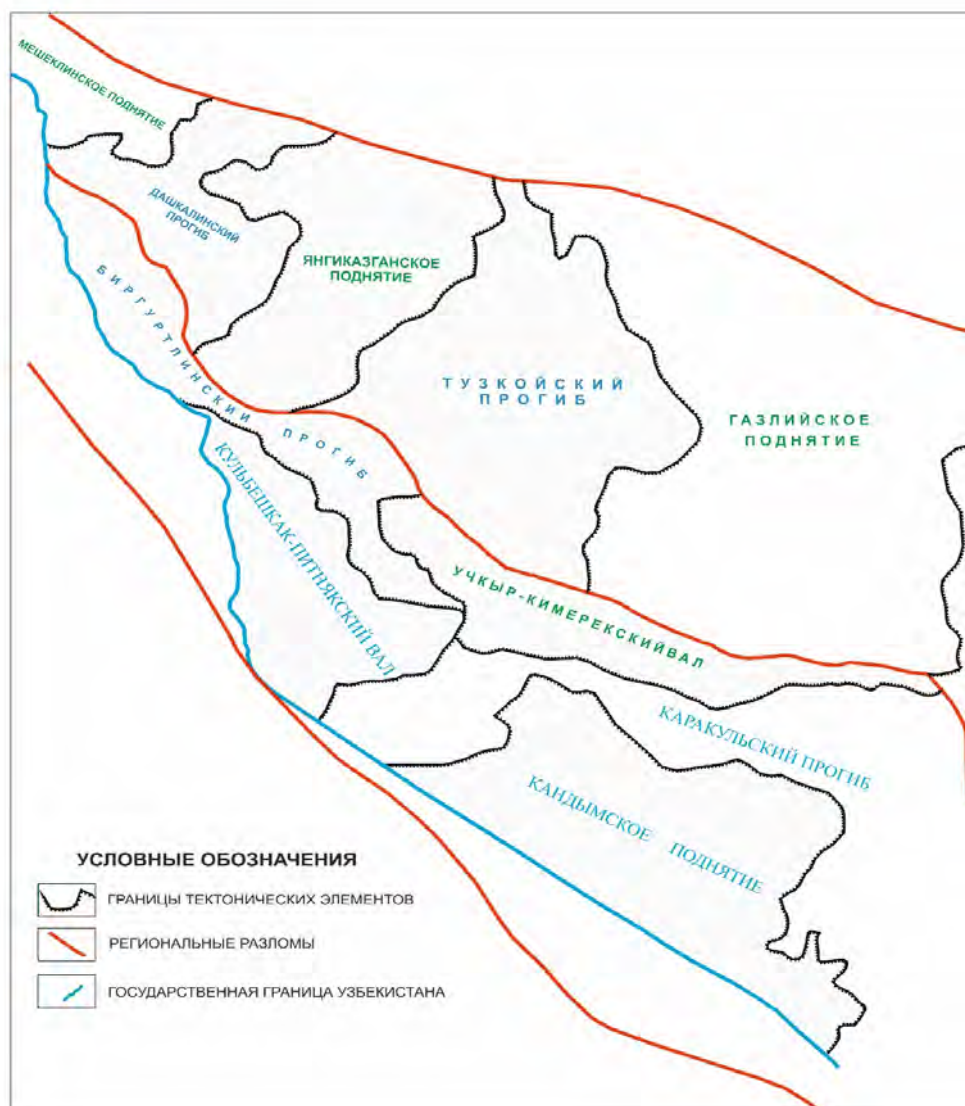 МЕШЕКЛИНСКОЕ ПОДНЯТИЕ
ДАШКАЛИНСКИЙ
ПРОГИБ
ЯНГИКАЗГАНСКОЕ
ПОДНЯТИЕ
БИРГУРТЛИНСКИЙ ПРОГИБ
ТУЗКОЙСКИЙ
ПРОГИБ
ГАЗЛИЙСКОЕ
ПОДНЯТИЕ
КУЛЬБЕШКАК-ПИТНЯКСКИЙ ВАЛ
УЧКЫР-КИМЕРЕКСКИЙВАЛ
КАРАКУЛЬСКИЙ ПРОГИБ
КАНДЫМСКОЕ ПОДНЯТИЕ
УСЛОВНЫЕ ОБОЗНАЧЕНИЯ
ГРАНИЦЫ ТЕКТОНИЧЕСКИХ ЭЛЕМЕНТОВ
РЕГИОНАЛЬНЫЕ РАЗЛОМЫ
ГОСУДАРСТВЕННАЯ ГРАНИЦА УЗБЕКИСТАНА